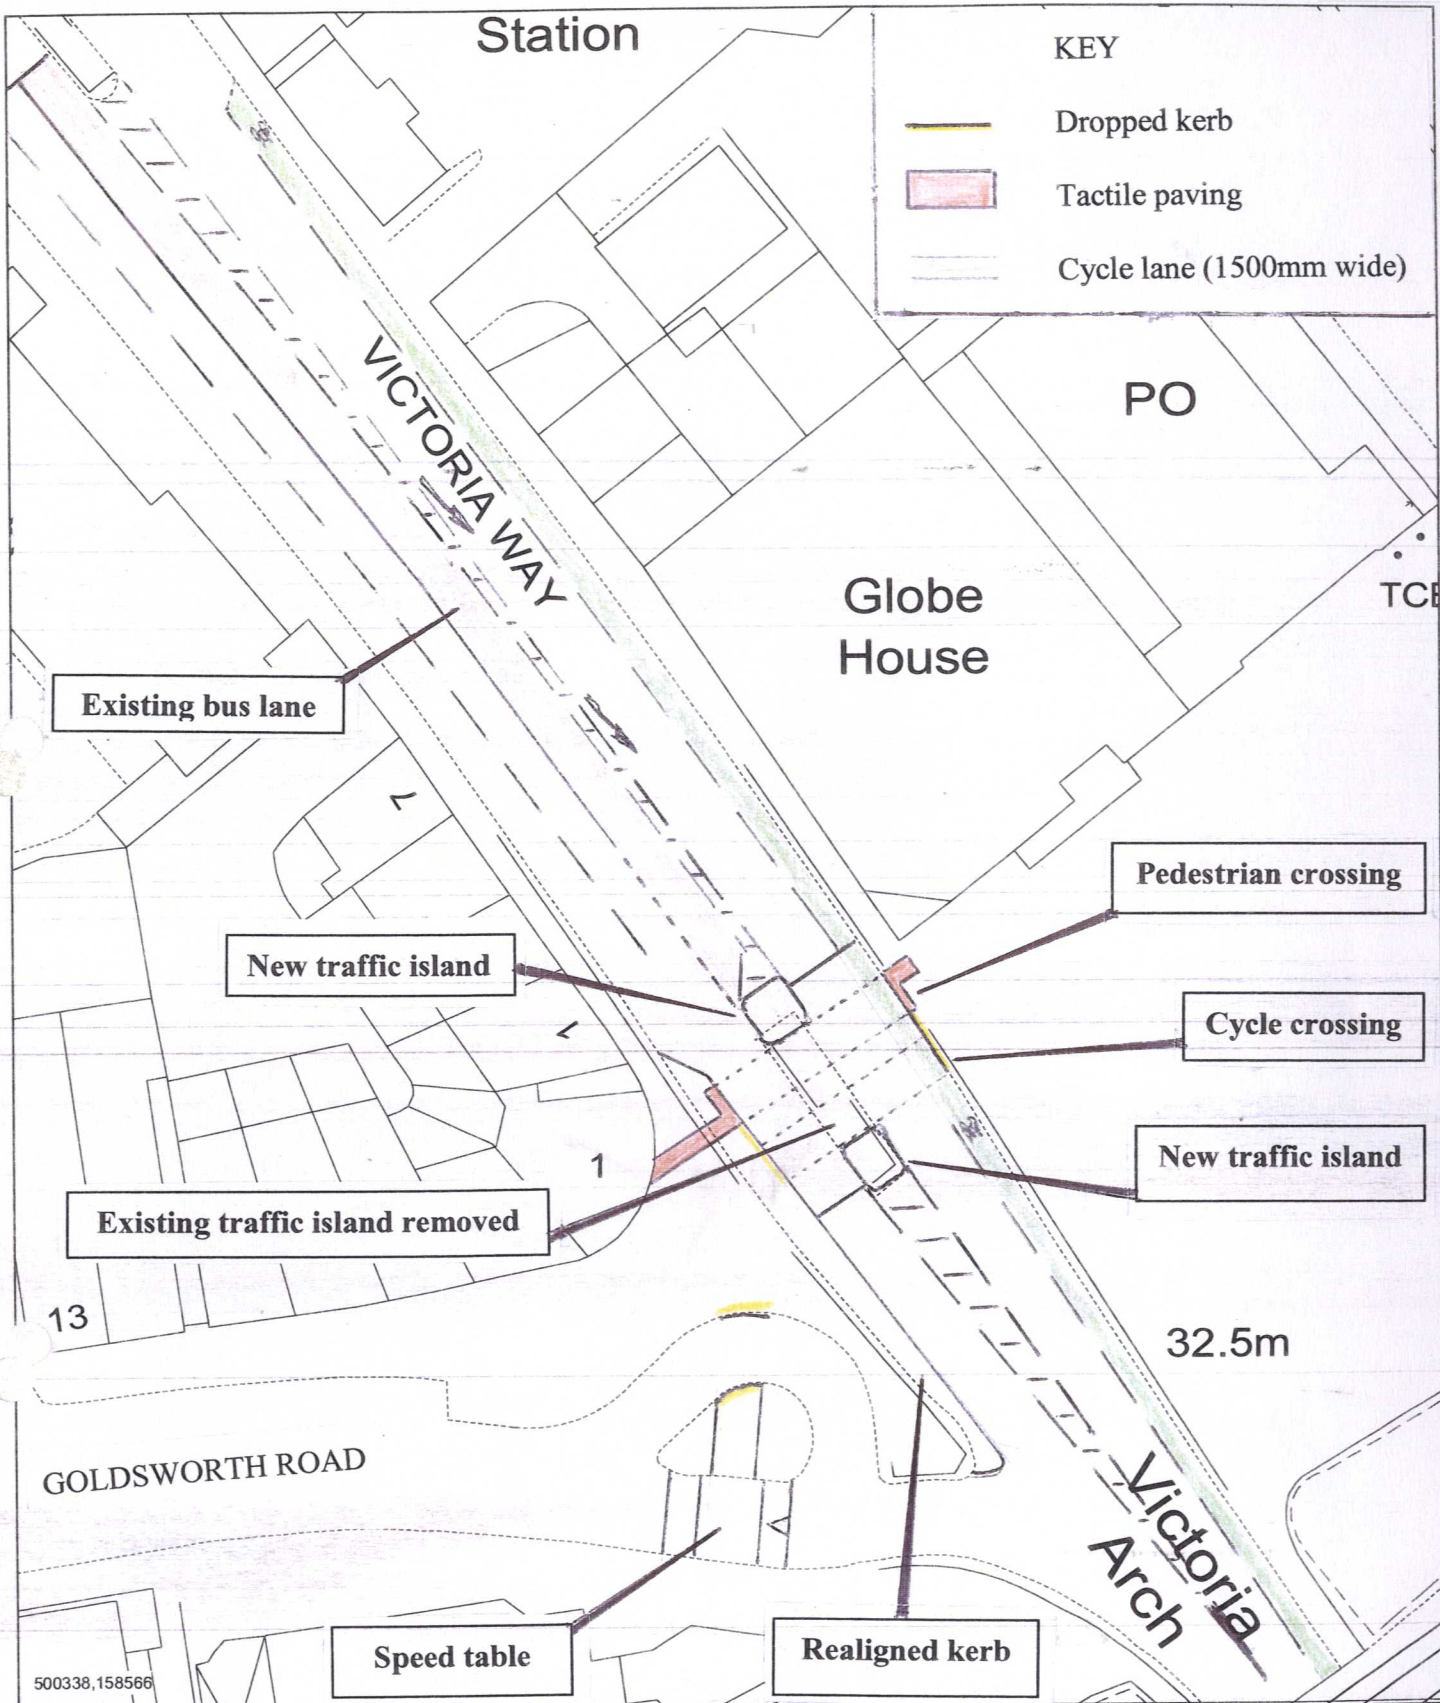 Station
KEY
Dropped kerb
Tactile paving
Cycle lane (1500mm wide)
VICTORIA WAY
PO
Globe
House
Existing bus lane
Pedestrian crossing
New traffic island
Cycle crossing
1
New traffic island
Existing traffic island removed
13
32.5m
GOLDSWORTH ROAD
Victoria
Arch
Speed table
Realigned kerb
500338,158566